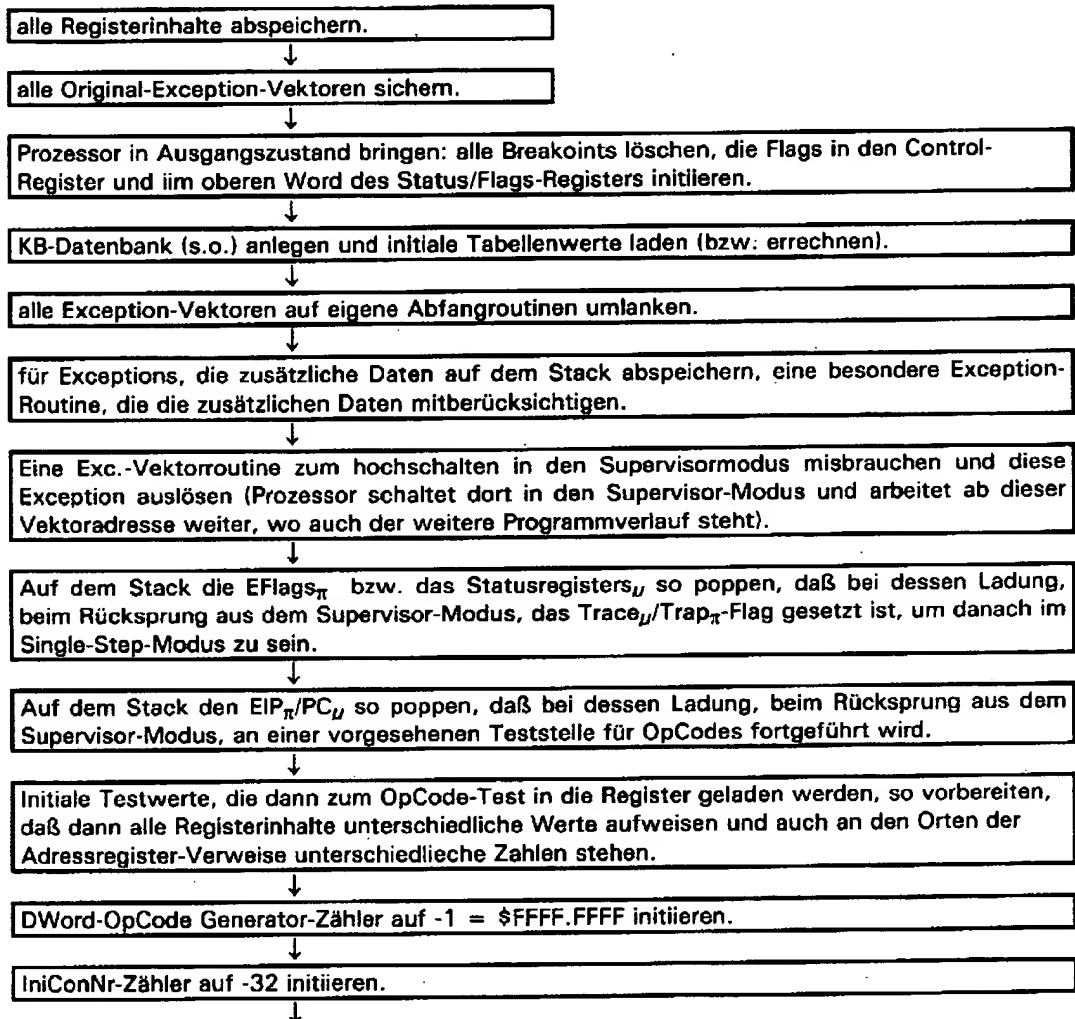 alle Registerinhalte abspeichern.
↓
alle Original-Exception-Vektoren sichern.
↓
Prozessor in Ausgangszustand bringen: alle Breakoints löschen, die Flags in den Control-
Register und iim oberen Word des Status/Flags-Registers initiieren.
↓
KB-Datenbank (s.o.) anlegen und initiale Tabellenwerte laden (bzw. errechnen).
↓
alle Exception-Vektoren auf eigene Abfangroutinen umlanken.
↓
für Exceptions, die zusätzliche Daten auf dem Stack abspeichern, eine besondere Exception-
Routine, die die zusätzlichen Daten mitberücksichtigen.
↓
Eine Exc.-Vektorroutine zum hochschalten in den Supervisormodus misbrauchen und diese
Exception auslösen (Prozessor schaltet dort in den Supervisor-Modus und arbeitet ab dieser
Vektoradresse weiter, wo auch der weitere Programmverlauf steht).
↓
Auf dem Stack die EFlagsπ bzw. das Statusregistersμ so poppen, daß bei dessen Ladung,
beim Rücksprung aus dem Supervisor-Modus, das Traceμ/Trapπ-Flag gesetzt ist, um danach im
Single-Step-Modus zu sein.
↓
Auf dem Stack den EIPπ/PCμ so poppen, daß bei dessen Ladung, beim Rücksprung aus dem
Supervisor-Modus, an einer vorgesehenen Teststelle für OpCodes fortgeführt wird.
↓
Initiale Testwerte, die dann zum OpCode-Test in die Register geladen werden, so vorbereiten,
daß dann alle Registerinhalte unterschiedliche Werte aufweisen und auch an den Orten der
Adressregister-Verweise unterschiedlieche Zahlen stehen.
↓
DWord-OpCode Generator-Zähler auf -1 = $FFFF.FFFF initiieren.
↓
IniConNr-Zähler auf -32 initiieren.
↓